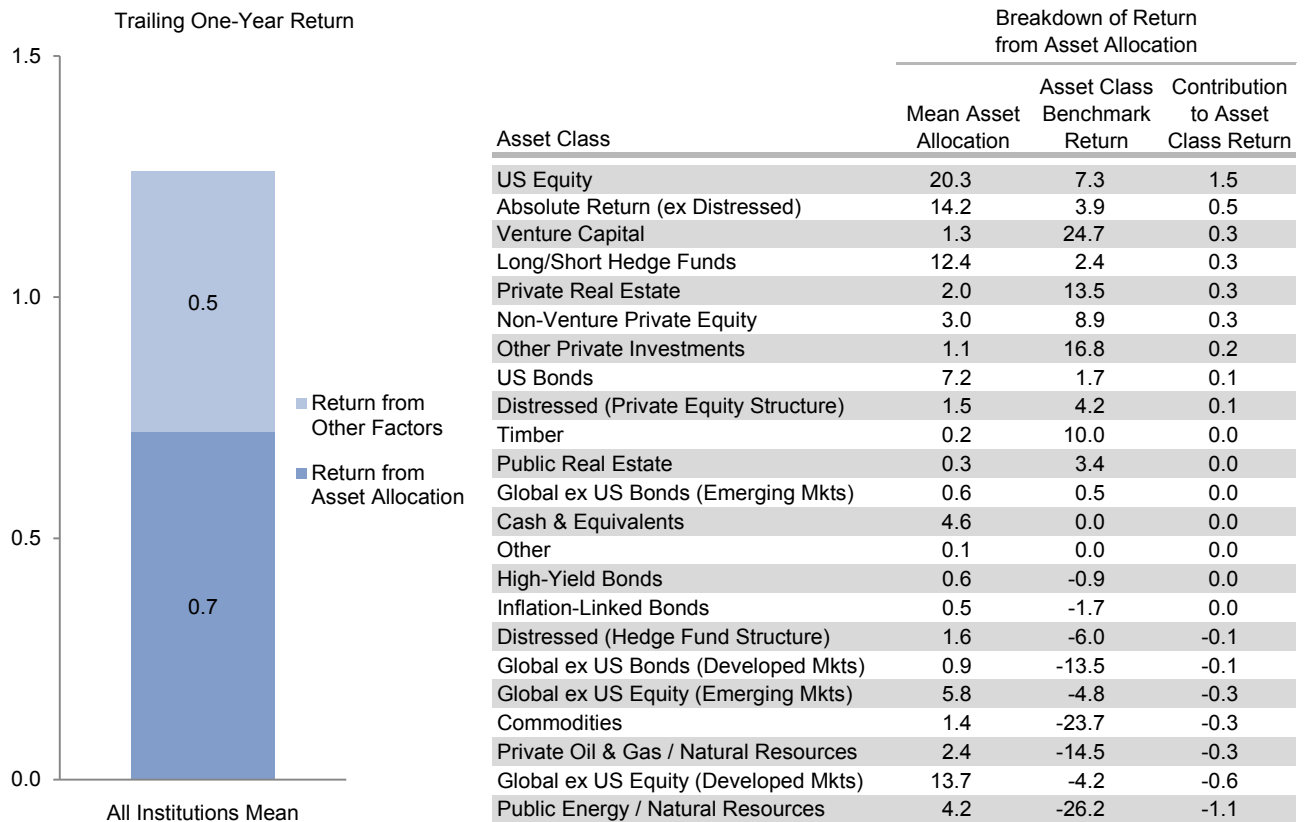 Trailing One-Year Return
1.5
1.0
0.5
0.0
0.5
0.7
Return from
Other Factors
Return from
Asset Allocation
All Institutions Mean
Breakdown of Return
from Asset Allocation
Asset Class Mean Asset Allocation Asset Class Benchmark Return Contribution to Asset Class Return
US Equity 20.3 7.3 1.5
Absolute Return (ex Distressed) 14.2 3.9 0.5
Venture Capital 1.3 24.7 0.3
Long/Short Hedge Funds 12.4 2.4 0.3
Private Real Estate 2.0 13.5 0.3
Non-Venture Private Equity 3.0 8.9 0.3
Other Private Investments 1.1 16.8 0.2
US Bonds 7.2 1.7 0.1
Distressed (Private Equity Structure) 1.5 4.2 0.1
Timber 0.2 10.0 0.0
Public Real Estate 0.3 3.4 0.0
Global ex US Bonds (Emerging Mkts) 0.6 0.5 0.0
Cash & Equivalents 4.6 0.0 0.0
Other 0.1 0.0 0.0
High-Yield Bonds 0.6 -0.9 0.0
Inflation-Linked Bonds 0.5 -1.7 0.0
Distressed (Hedge Fund Structure) 1.6 -6.0 -0.1
Global ex US Bonds (Developed Mkts) 0.9 -13.5 -0.1
Global ex US Equity (Emerging Mkts) 5.8 -4.8 -0.3
Commodities 1.4 -23.7 -0.3
Private Oil & Gas / Natural Resources 2.4 -14.5 -0.3
Global ex US Equity (Developed Mkts) 13.7 -4.2 -0.6
Public Energy / Natural Resources 4.2 -26.2 -1.1